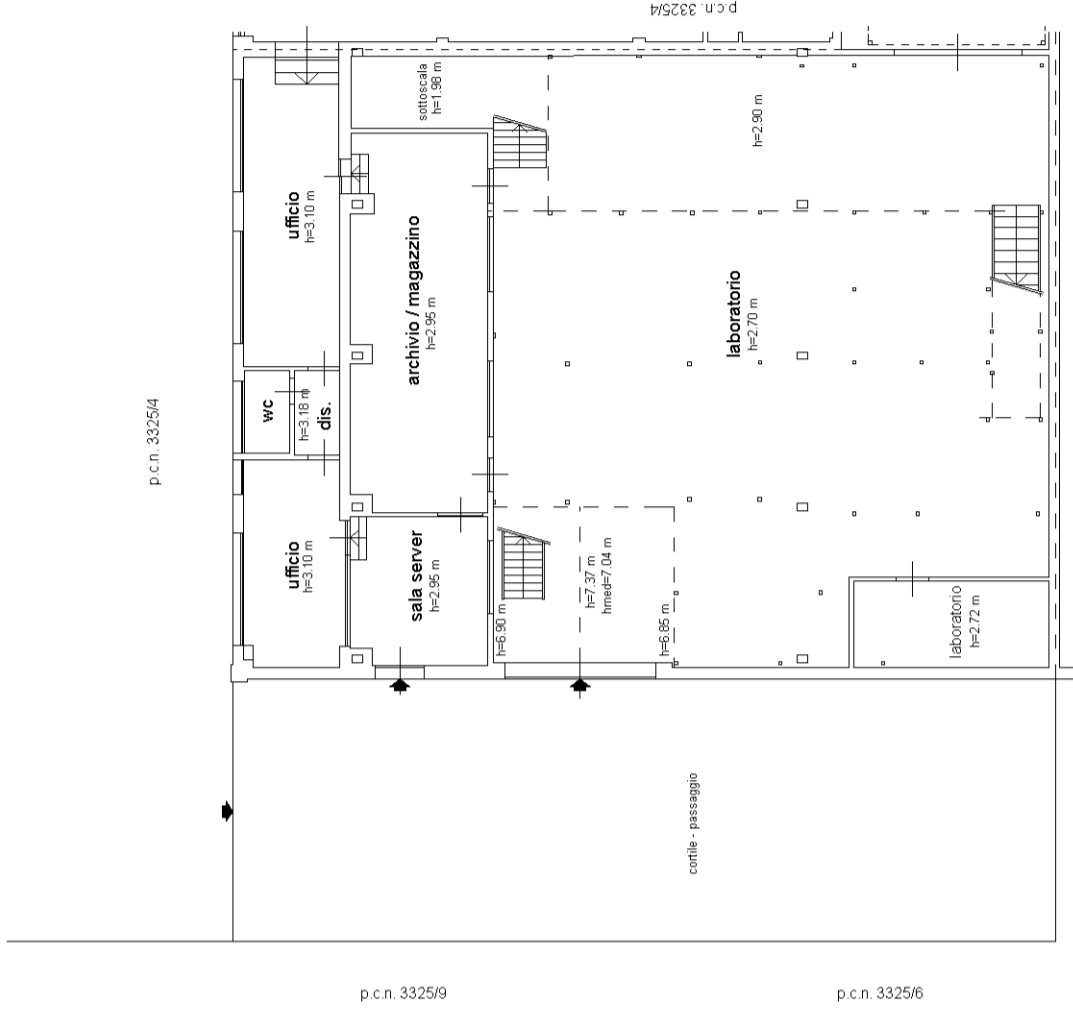 p.c.n. 3325/4
sottoscala
h=1.98 m
h=2.90 m
ufficio
h=3.10 m
archivio / magazzino
h=2.95 m
laboratorio
h=2.70 m
wc
h=3.18 m
dis.
p.c.n. 3325/4
ufficio
h=3.10 m
sala server
h=2.95 m
h=6.90 m
h=7.37 m
hmed=7.04 m
h=6.85 m
laboratorio
h=2.72 m
cortile - passaggio
p.c.n. 3325/9
p.c.n. 3325/6